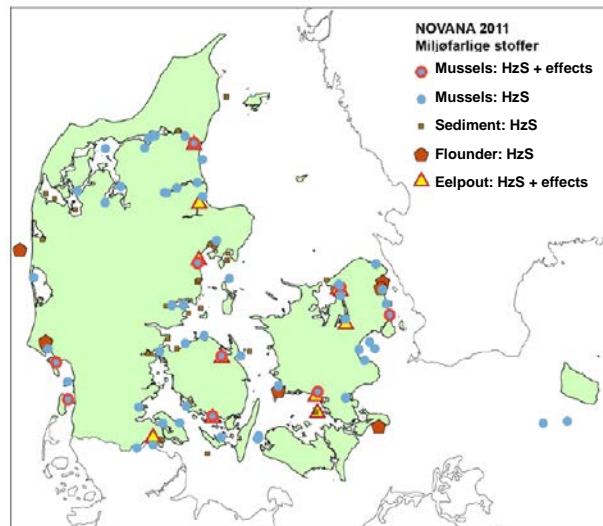 NOVANA 2011
Miljøfarlige stoffer
Mussels: HzS + effects
Mussels: HzS
Sediment: HzS
Flounder: HzS
Eelpout: HzS + effects